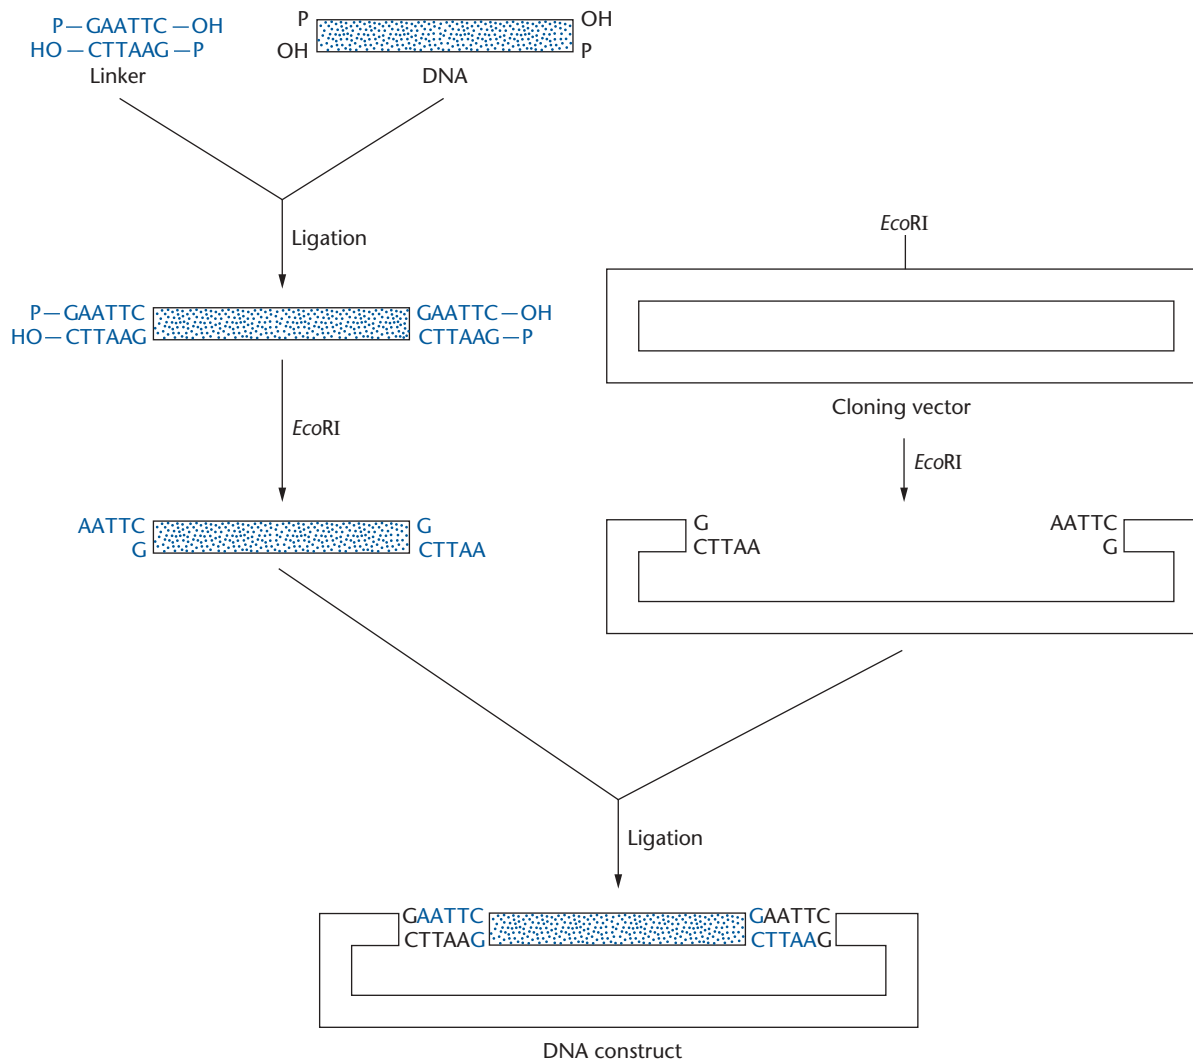 P—GAATTC—OH
HO—CTTAAG—P
Linker
P
OH
OH
P
DNA
Ligation
P—GAATTC
HO—CTTAAG
GAATTC—OH
CTTAAG—P
EcoRI
AATTC
G
G
CTTAA
EcoRI
Cloning vector
EcoRI
G
CTTAA
AATTC
G
Ligation
GAATTC
CTTAAG
GAATTC
CTTAAG
DNA construct